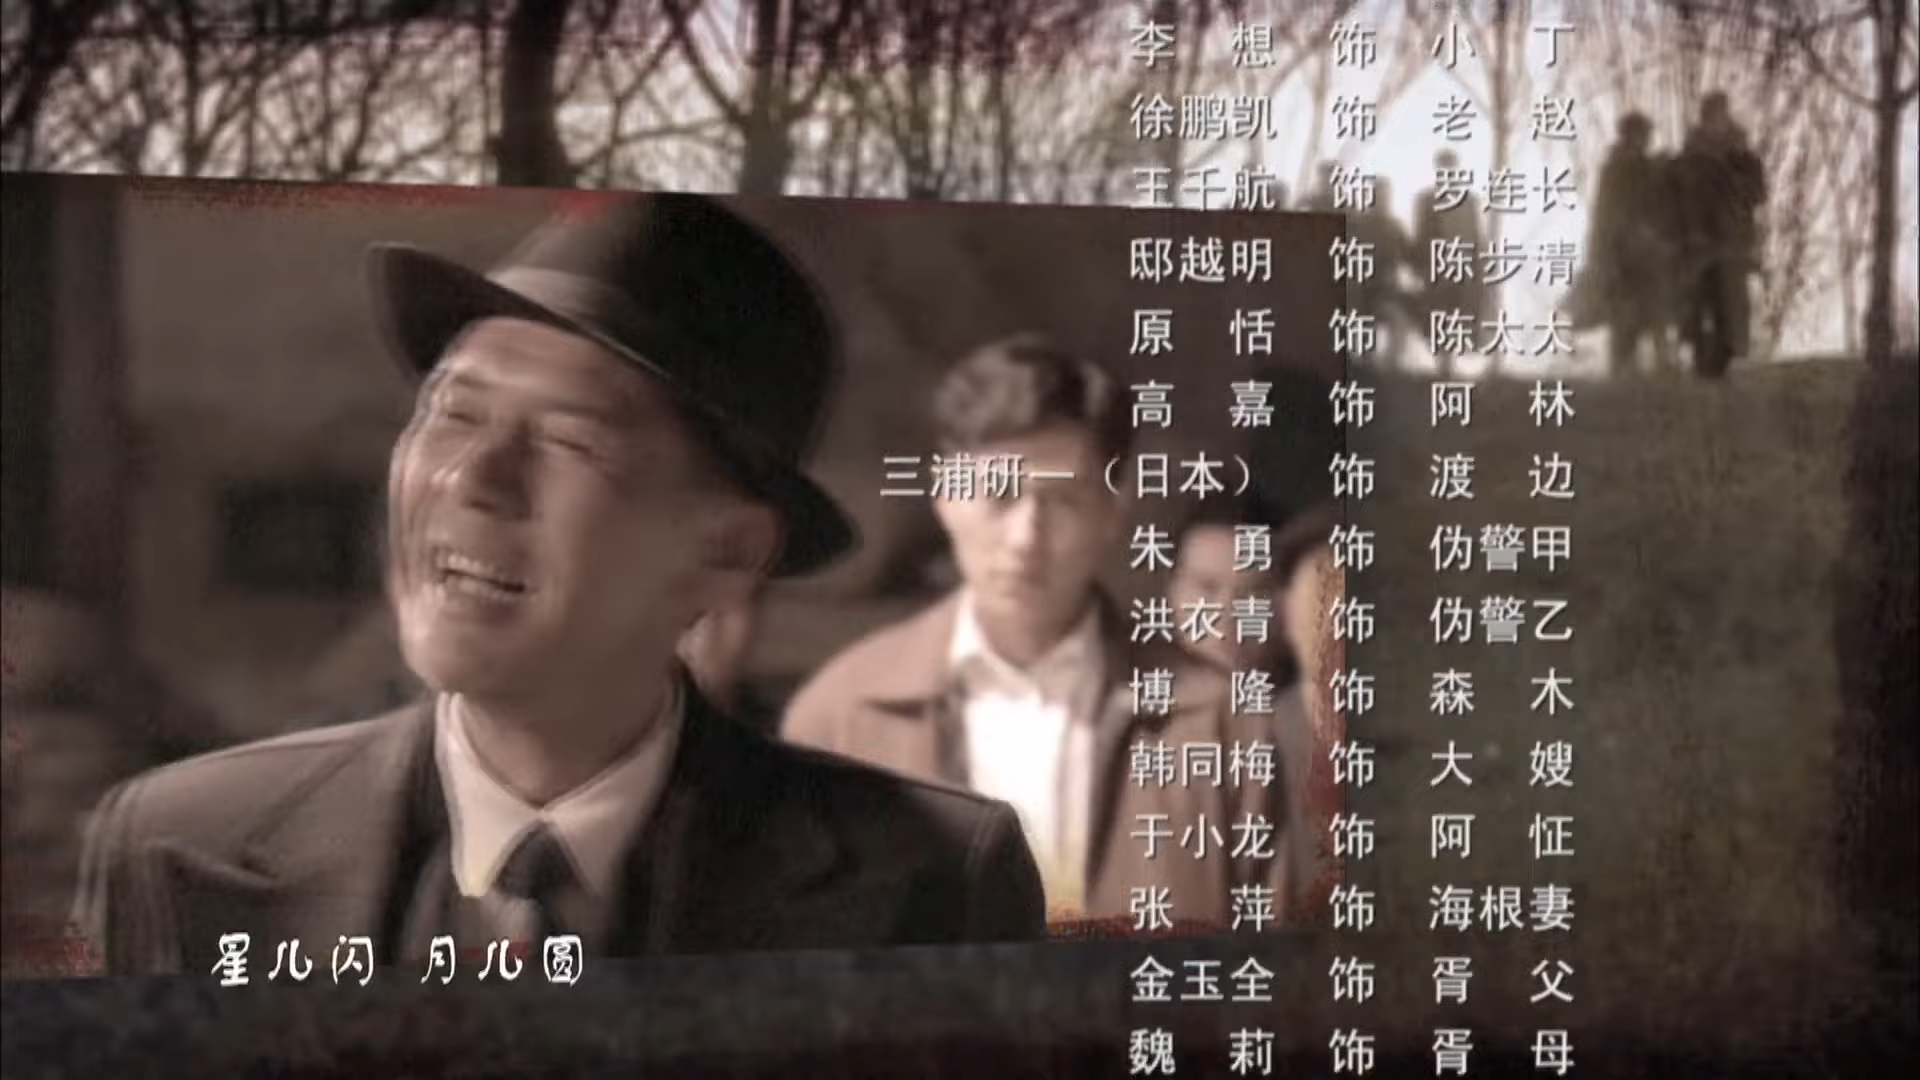 李想 饰 小丁
徐鹏凯 饰 老赵
王千航 饰 罗连长
邸越明 饰 陈步清
原恬 饰 陈太太
高嘉 饰 阿林
三浦研一（日本） 饰 渡边
朱勇 饰 伪警甲
洪衣青 饰 伪警乙
博隆 饰 森木
韩同梅 饰 大嫂
于小龙 饰 阿怔
张萍 饰 海根妻
金玉全 饰 胥父
魏莉 饰 胥母
星儿闪 月儿圆